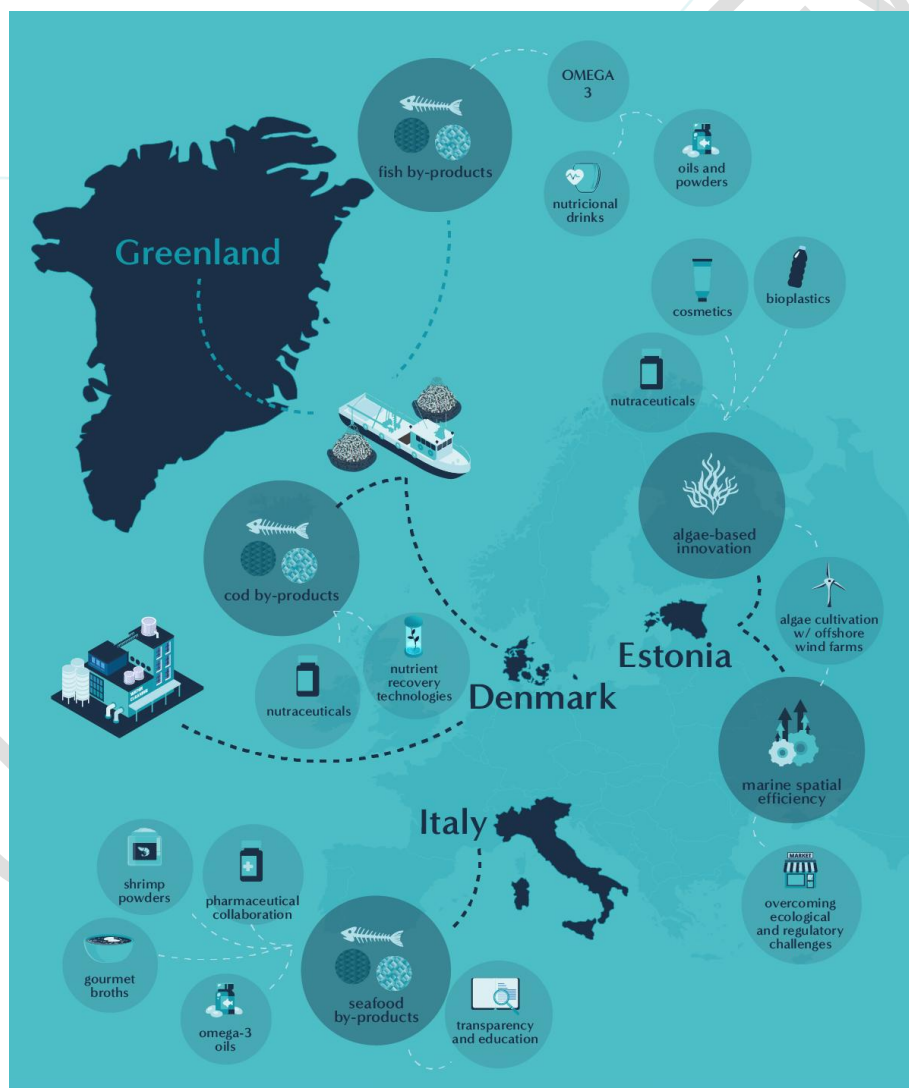 OMEGA
3
fish by-products
oils and
powders
nutricional
drinks
Greenland
cosmetics
bioplastics
nutraceuticals
algae-based
innovation
cod by-products
algae cultivation
w/ offshore
wind farms
Estonia
nutrient
recovery
technologies
nutraceuticals
Denmark
marine spatial
efficiency
Italy
MARKET
shrimp
powders
pharmaceutical
collaboration
overcoming
ecological
and regulatory
challenges
gourmet
broths
seafood
by-products
omega-3
oils
transparency
and education